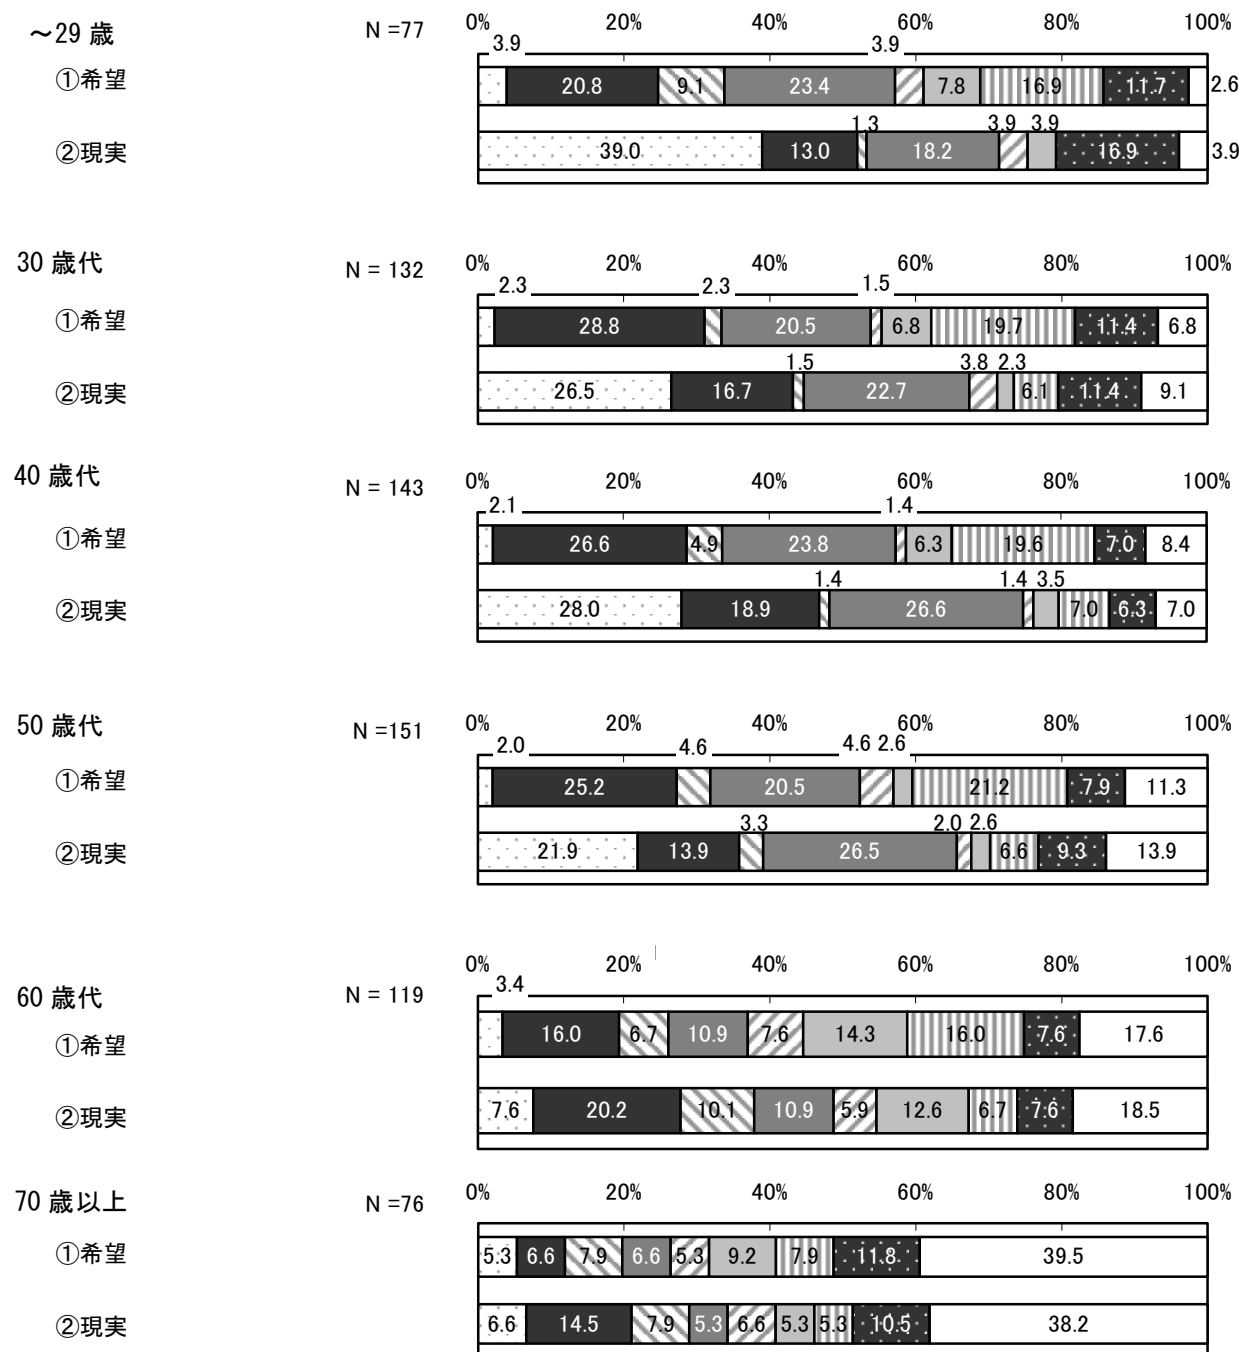 ～29 歳
N =77
0% 20% 40% 60% 80% 100%
3.9 3.9
①希望 20.8 9.1 23.4 7.8 16.9 11.7 2.6
1.3 3.9 3.9
②現実 39.0 13.0 18.2 16.9 3.9
30 歳代
N = 132
0% 20% 40% 60% 80% 100%
2.3 2.3 1.5
①希望 28.8 20.5 6.8 19.7 11.4 6.8
1.5 3.8 2.3
②現実 26.5 16.7 22.7 6.1 11.4 9.1
40 歳代
N = 143
0% 20% 40% 60% 80% 100%
2.1 1.4
①希望 26.6 4.9 23.8 6.3 19.6 7.0 8.4
1.4 1.4 3.5
②現実 28.0 18.9 26.6 7.0 6.3 7.0
50 歳代
N =151
0% 20% 40% 60% 80% 100%
2.0 4.6 4.6 2.6
①希望 25.2 20.5 21.2 7.9 11.3
3.3 2.0 2.6
②現実 21.9 13.9 26.5 6.6 9.3 13.9
0% 20% 40% 60% 80% 100%
60 歳代
N = 119
3.4
①希望 16.0 6.7 10.9 7.6 14.3 16.0 7.6 17.6
②現実 7.6 20.2 10.1 10.9 5.9 12.6 6.7 7.6 18.5
70 歳以上
N =76
0% 20% 40% 60% 80% 100%
①希望 5.3 6.6 7.9 6.6 5.3 9.2 7.9 11.8 39.5
②現実 6.6 14.5 7.9 5.3 6.6 5.3 5.3 10.5 38.2